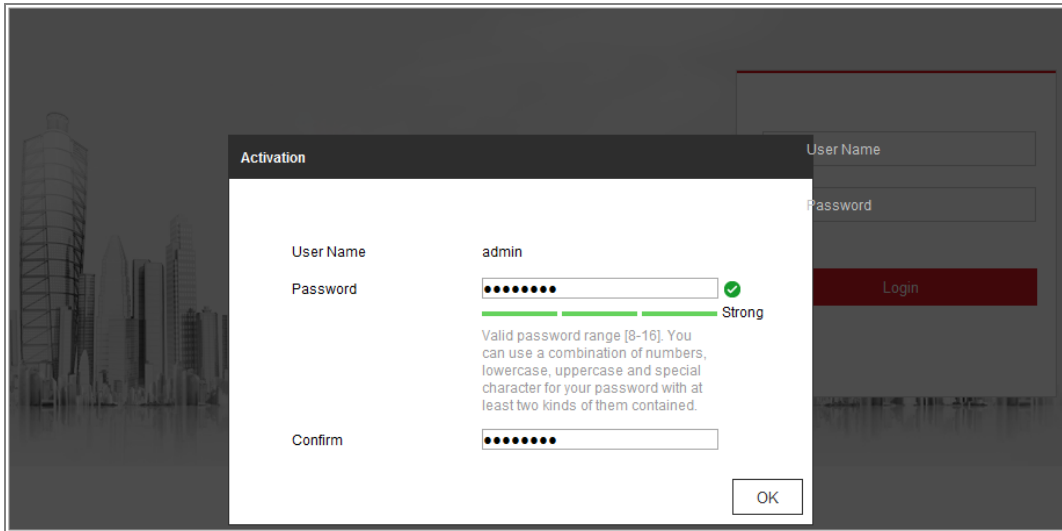 Activation
User Name
Password
Login
User Name admin
Password ●●●●●●●●
Strong
Valid password range [8-16]. You
can use a combination of numbers,
lowercase, uppercase and special
character for your password with at
least two kinds of them contained.
Confirm ●●●●●●●●
OK